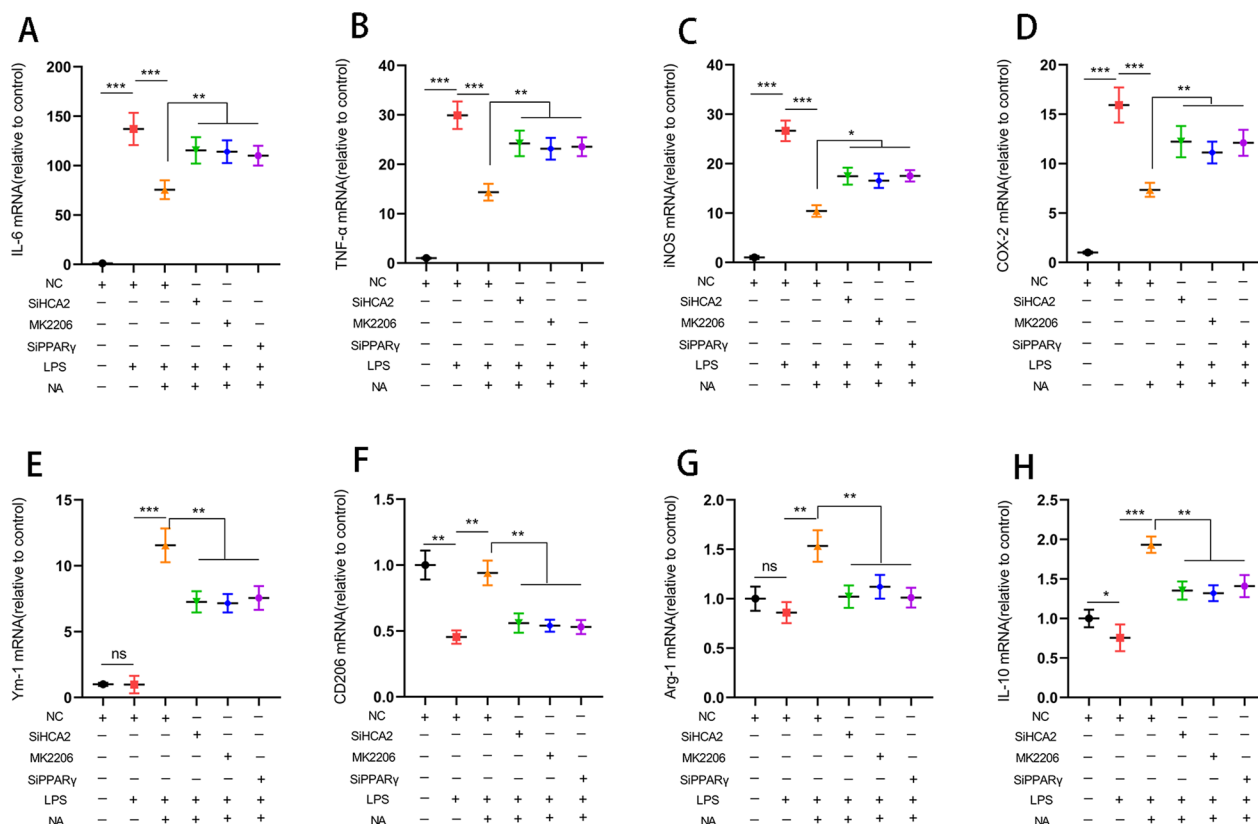 A
IL-6 mRNA(relative to control)
200
150
100
50
0
*** *** **
NC + + + — — —
SiHCA2 — — — + — —
MK2206 — — — — + —
SiPPARγ — — — — — +
LPS — + + + + +
NA — — + + + +
B
TNF-α mRNA(relative to control)
40
30
20
10
0
*** *** **
NC + + + — — —
SiHCA2 — — — + — —
MK2206 — — — — + —
SiPPARγ — — — — — +
LPS — + + + + +
NA — — + + + +
C
iNOS mRNA(relative to control)
40
30
20
10
0
*** *** *
NC + + + — — —
SiHCA2 — — — + — —
MK2206 — — — — + —
SiPPARγ — — — — — +
LPS — + + + + +
NA — — + + + +
D
COX-2 mRNA(relative to control)
20
15
10
5
0
*** *** **
NC + + + — — —
SiHCA2 — — — + — —
MK2206 — — — — + —
SiPPARγ — — — — — +
LPS — — — + + +
NA — — + + + +
E
Ym-1 mRNA(relative to control)
15
10
5
0
ns *** **
NC + + + — — —
SiHCA2 — — — + — —
MK2206 — — — — + —
SiPPARγ — — — — — +
LPS — + + + + +
NA — — + + + +
F
CD206 mRNA(relative to control)
1.5
1.0
0.5
0.0
** ** **
NC + + + — — —
SiHCA2 — — — + — —
MK2206 — — — — + —
SiPPARγ — — — — — +
LPS — + + + + +
NA — — + + + +
G
Arg-1 mRNA(relative to control)
2.0
1.5
1.0
0.5
0.0
ns ** **
NC + + + — — —
SiHCA2 — — — + — —
MK2206 — — — — + —
SiPPARγ — — — — — +
LPS — + + + + +
NA — — + + + +
H
IL-10 mRNA(relative to control)
2.5
2.0
1.5
1.0
0.5
0.0
* *** **
NC + + + — — —
SiHCA2 — — — + — —
MK2206 — — — — + —
SiPPARγ — — — — — +
LPS — + + + + +
NA — — + + + +